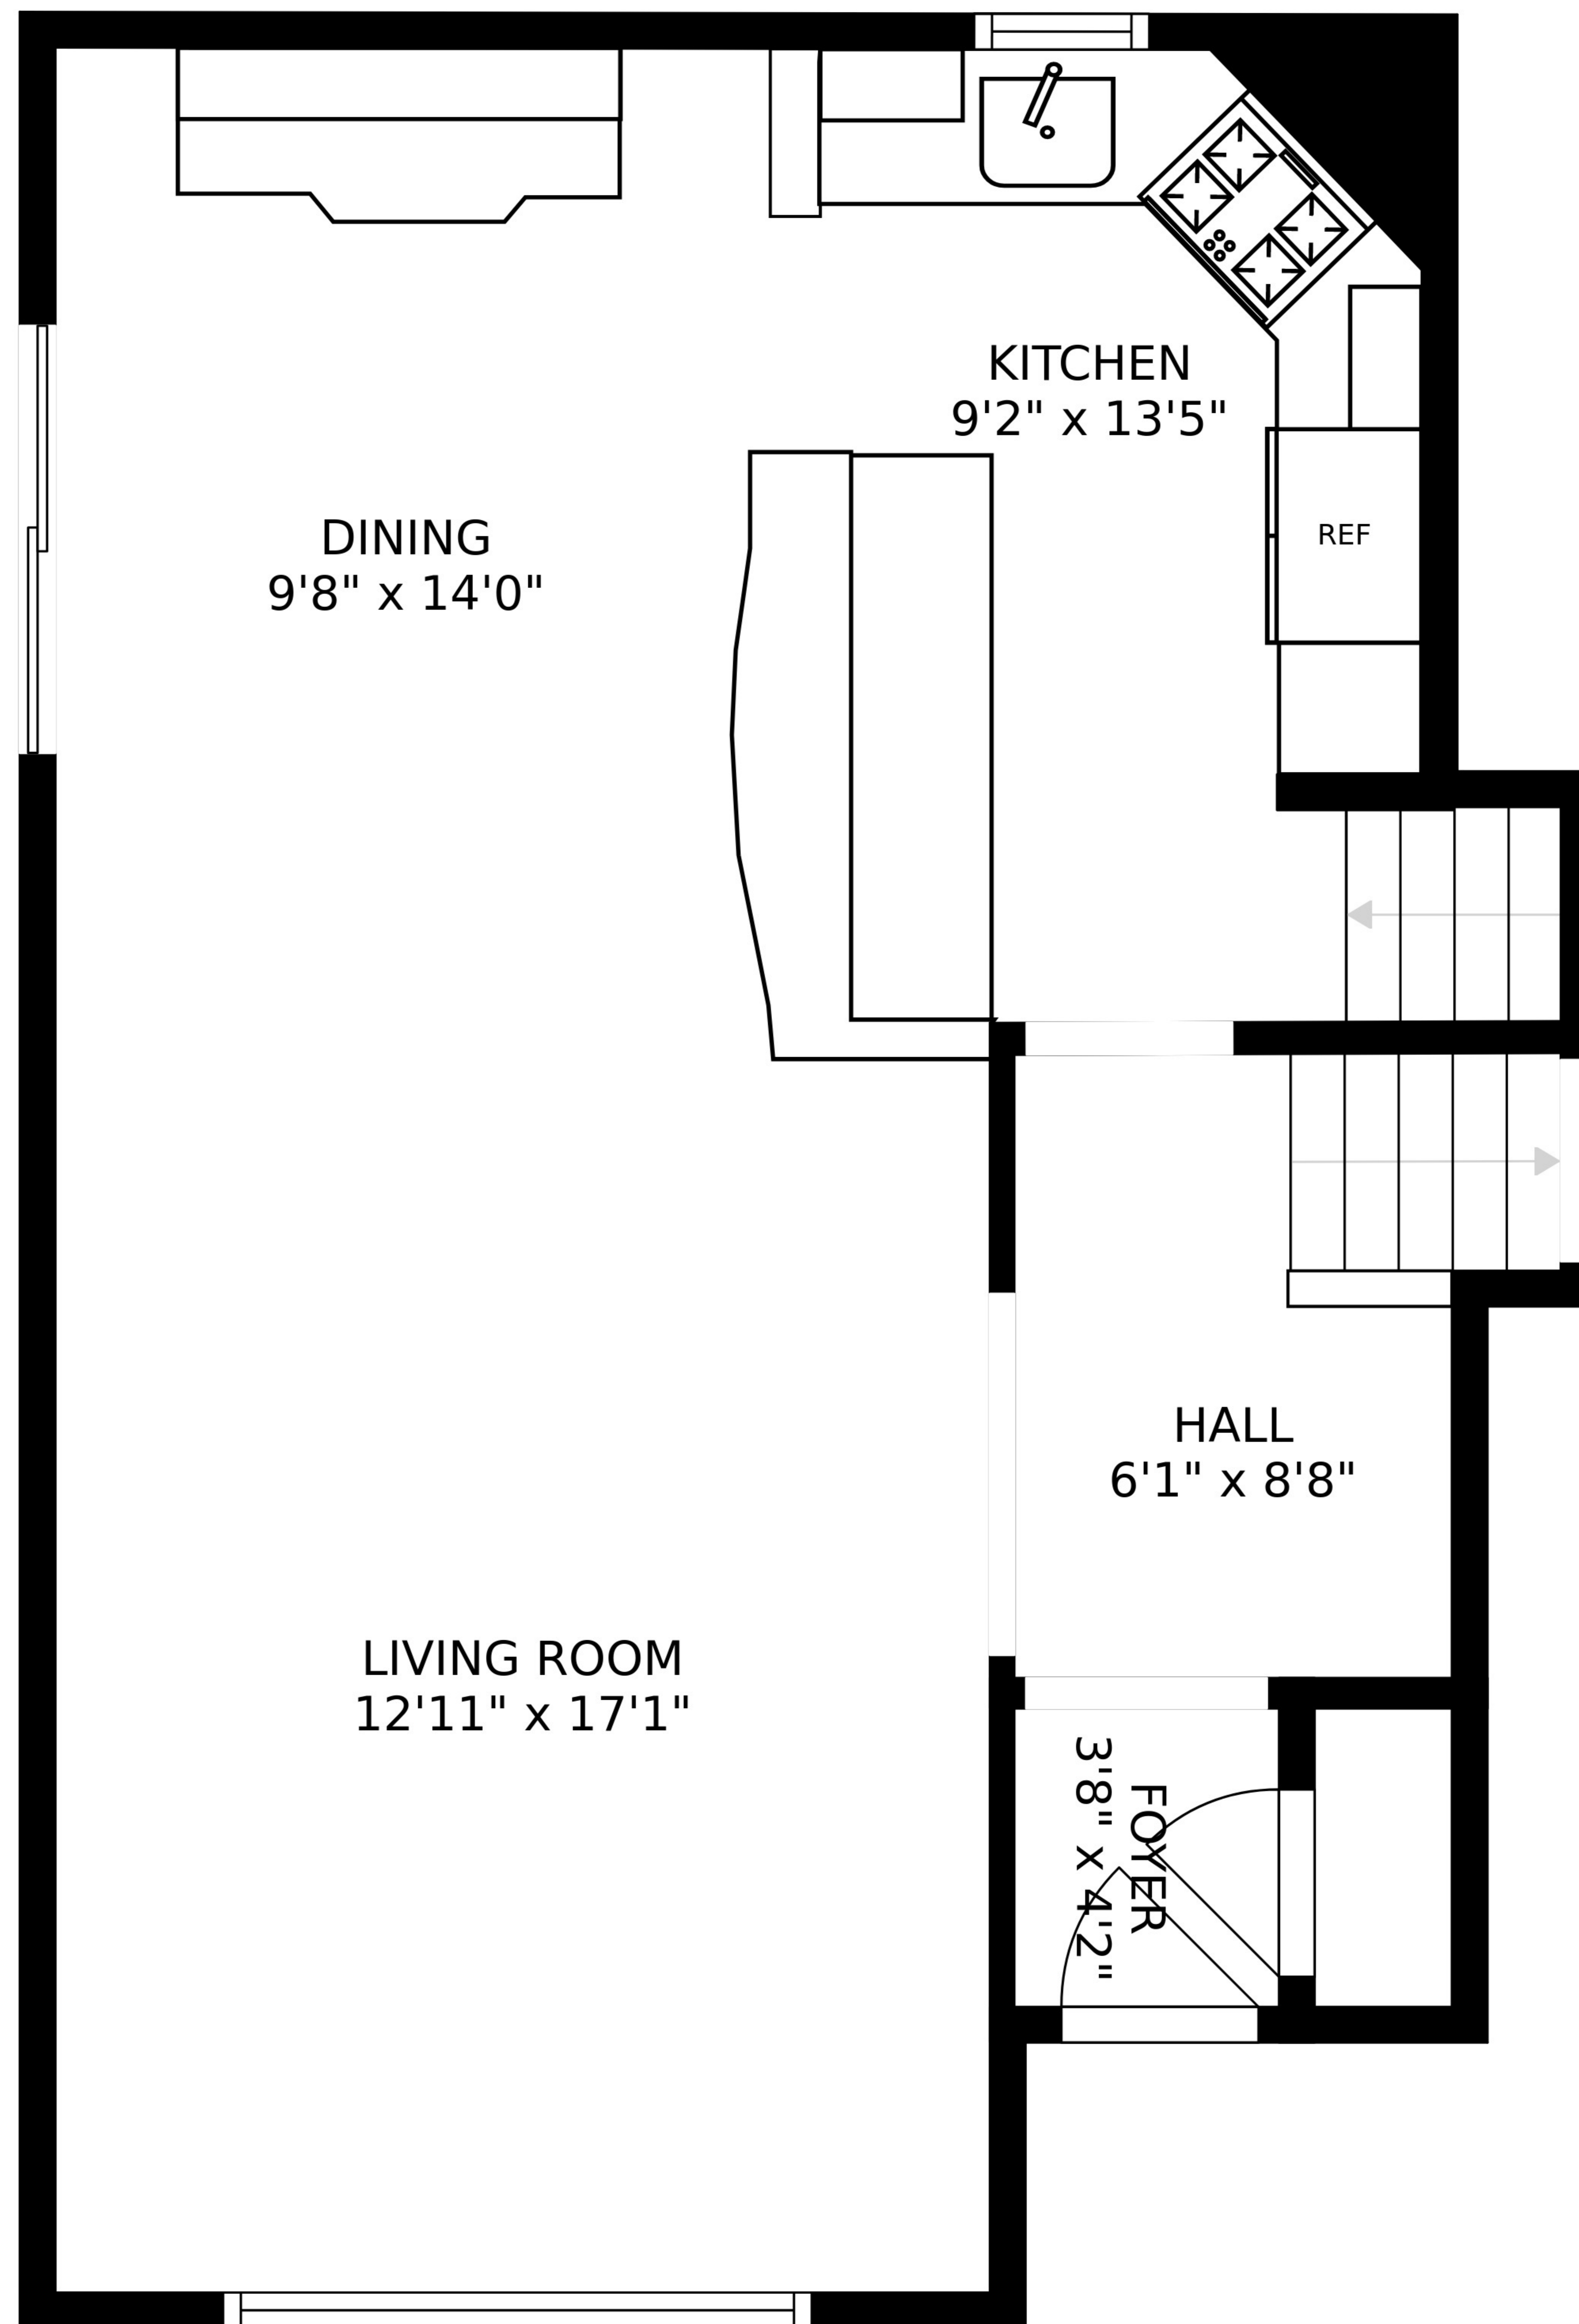 KITCHEN
9'2" x 13'5"
DINING
9'8" x 14'0"
REF
HALL
6'1" x 8'8"
LIVING ROOM
12'11" x 17'1"
FOYER
3'8" x 4'2"